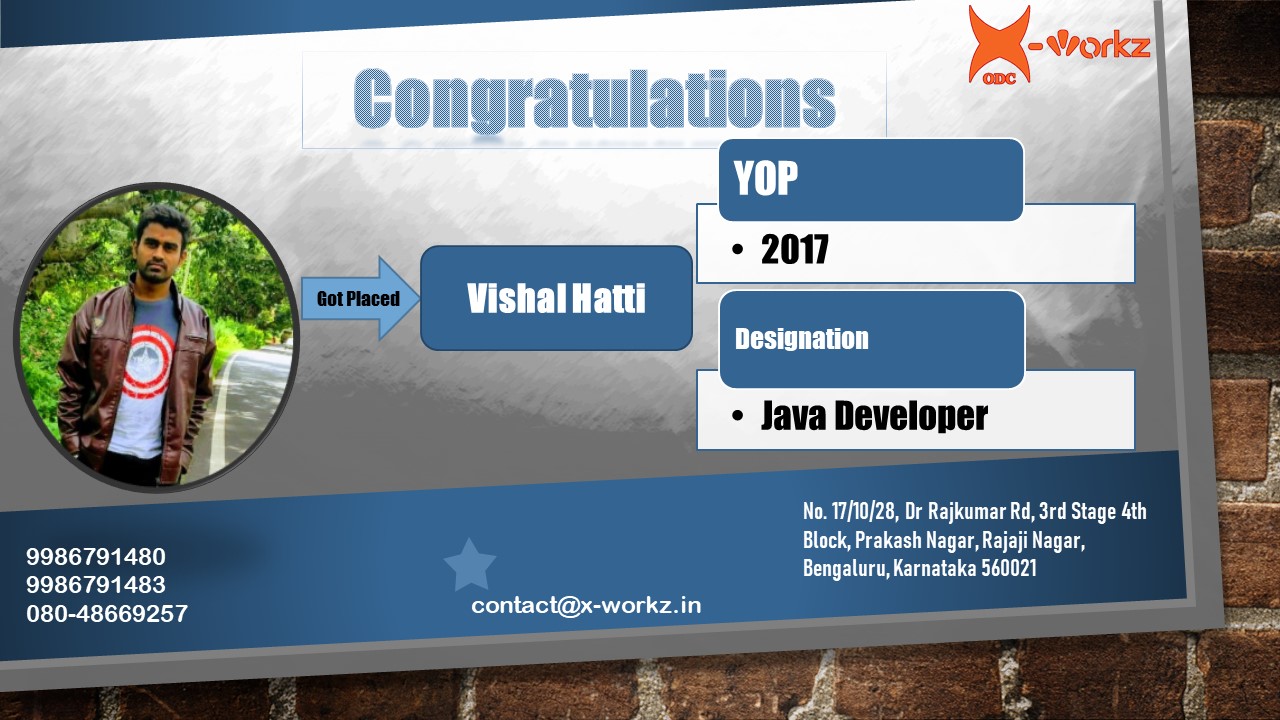 X-workz
ODC
Congratulations
YOP
• 2017
Got Placed
Vishal Hatti
Designation
• Java Developer
No. 17/10/28, Dr Rajkumar Rd, 3rd Stage 4th
Block, Prakash Nagar, Rajaji Nagar,
Bengaluru, Karnataka 560021
9986791480
9986791483
080-48669257
contact@x-workz.in